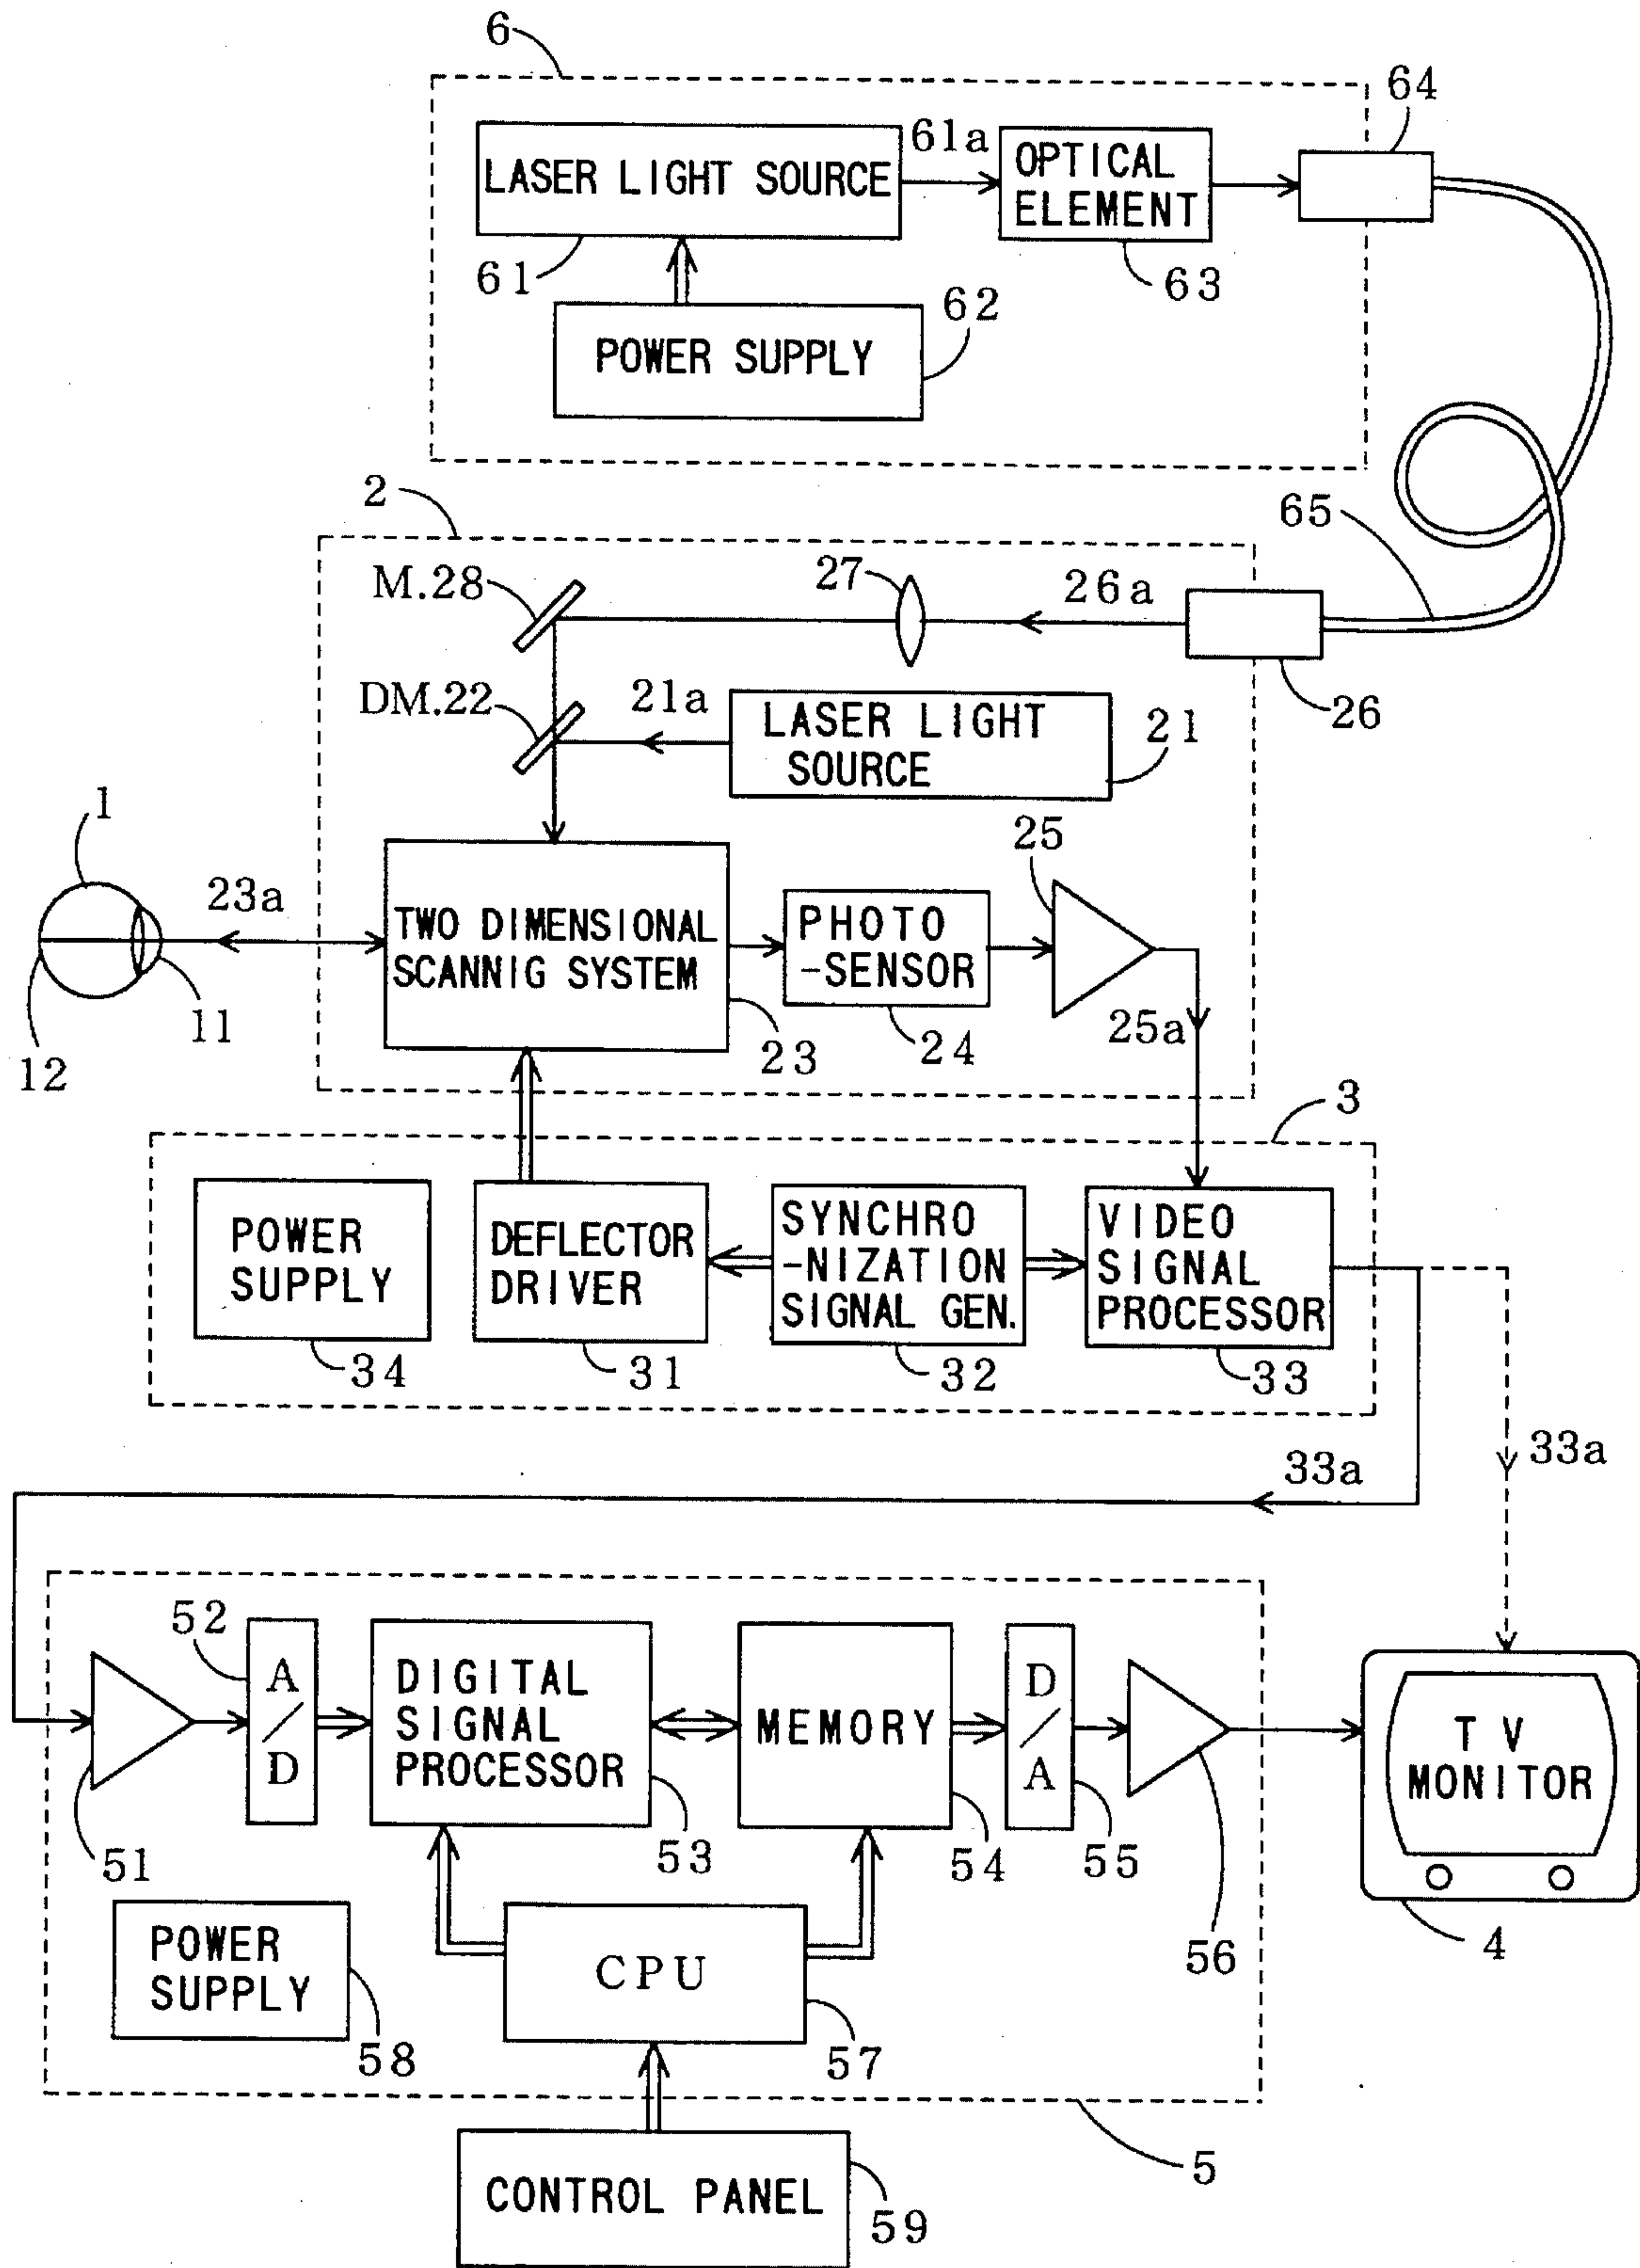 6
64
61a
LASER LIGHT SOURCE
OPTICAL
ELEMENT
61
63
62
POWER SUPPLY
2
65
M.28
27
26a
DM.22
21a
LASER LIGHT
SOURCE
21
26
1
23a
25
TWO DIMENSIONAL
SCANNIG SYSTEM
PHOTO
-SENSOR
11
12
23
24
25a
3
POWER
SUPPLY
DEFLECTOR
DRIVER
SYNCHRO
-NIZATION
SIGNAL GEN.
VIDEO
SIGNAL
PROCESSOR
34
31
32
33
33a
33a
52
A
/
D
DIGITAL
SIGNAL
PROCESSOR
MEMORY
D
/
A
TV
MONITOR
51
53
54
55
56
4
POWER
SUPPLY
CPU
58
57
5
CONTROL PANEL
59